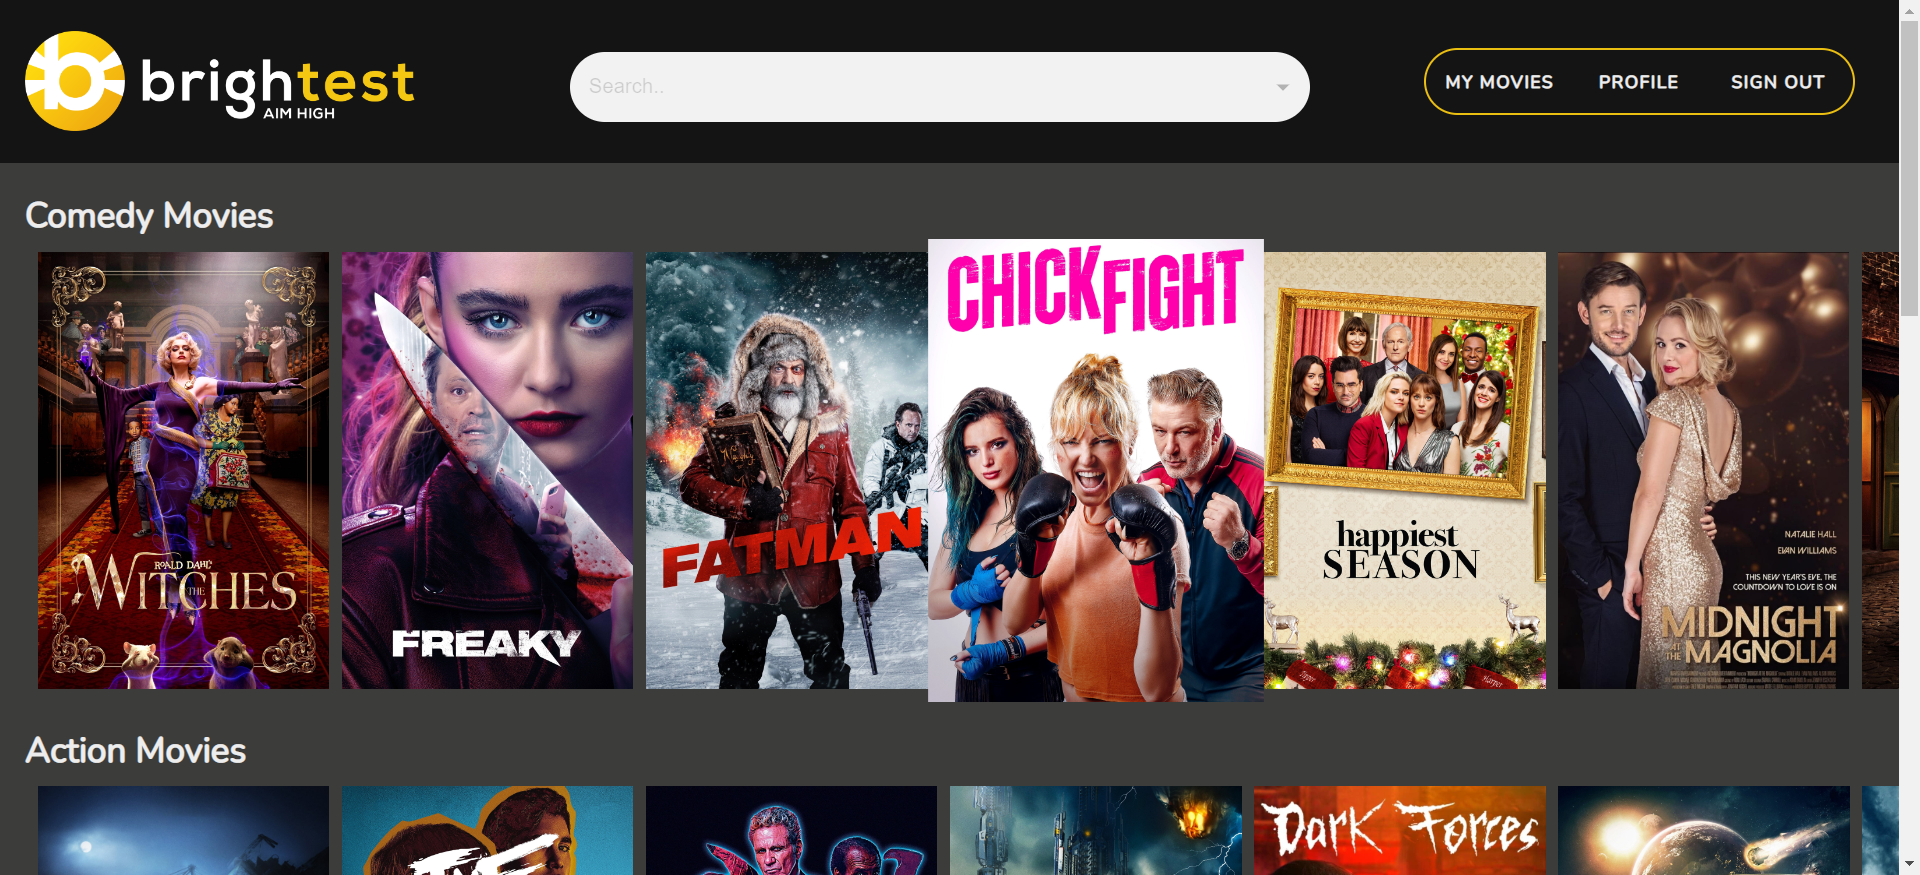 brightest
AIM HIGH
Search..
MY MOVIES
PROFILE
SIGN OUT
Comedy Movies
ROALD DAHL'S
THE
WITCHES
FREAKY
FATMAN
CHICK FIGHT
happiest
SEASON
Harper
NATALIE HALL
EVAN WILLIAMS
THIS NEW YEAR'S EVE, THE
COUNTDOWN TO LOVE IS ON
MIDNIGHT
AT THE
MAGNOLIA
Action Movies
DARK FORCES